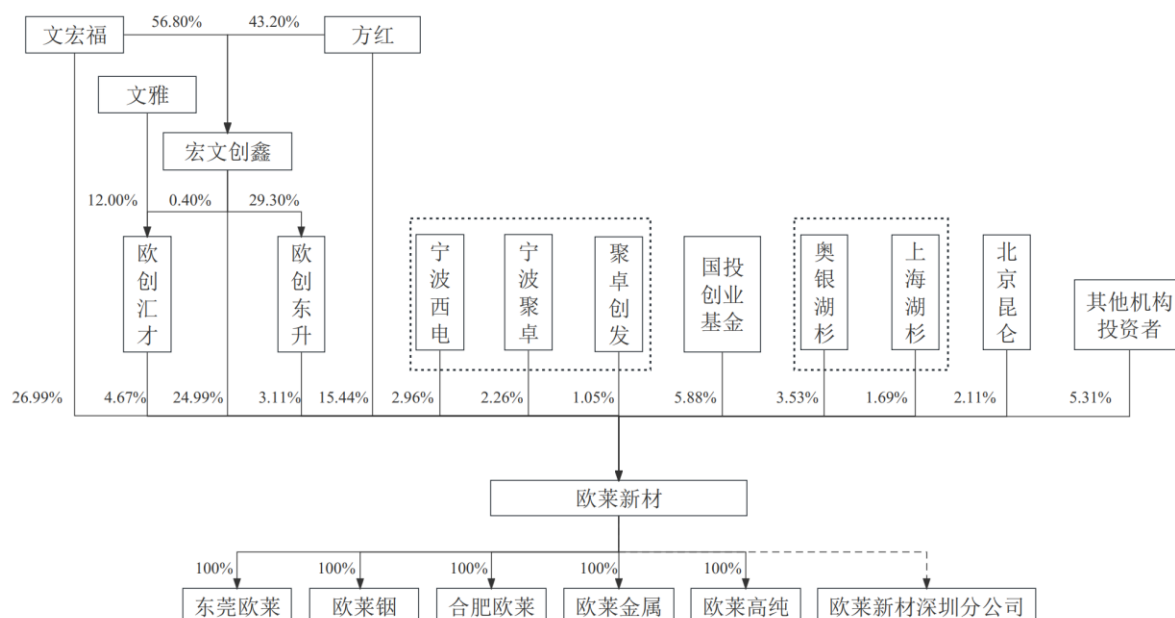 56.80%
43.20%
文宏福
方红
文雅
宏文创鑫
12.00%
0.40%
29.30%
欧创汇才
欧创东升
宁波西电
宁波聚卓
聚卓创发
国投
创业
基金
奥银湖杉
上海湖杉
北京昆仑
其他机构
投资者
26.99%
4.67%
24.99%
3.11%
15.44%
2.96%
2.26%
1.05%
5.88%
3.53%
1.69%
2.11%
5.31%
欧莱新材
100%
100%
100%
100%
100%
东莞欧莱
欧莱铟
合肥欧莱
欧莱金属
欧莱高纯
欧莱新材深圳分公司